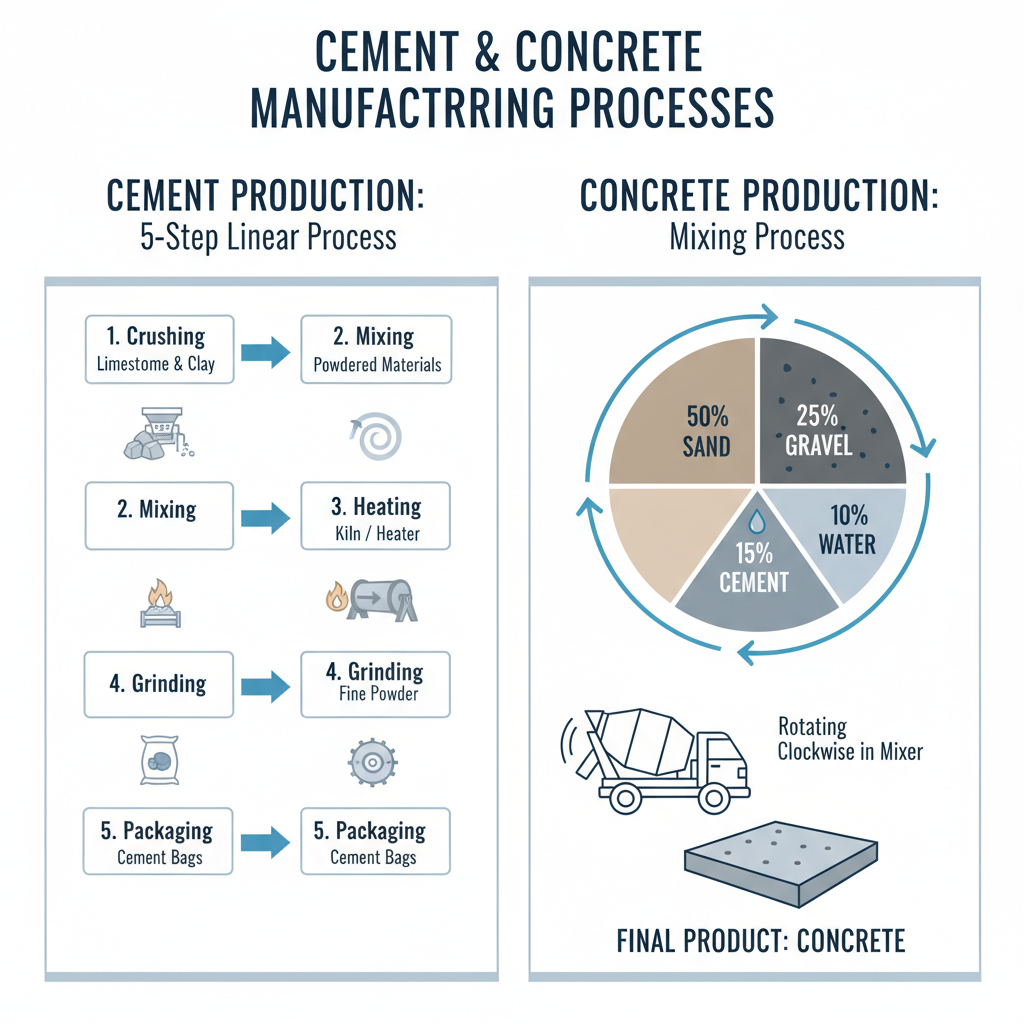 CEMENT & CONCRETE
MANUFACTRRING PROCESSES
CEMENT PRODUCTION:
5-Step Linear Process
1. Crushing
Limestome & Clay
2. Mixing
Powdered Materials
2. Mixing
3. Heating
Kiln / Heater
4. Grinding
4. Grinding
Fine Powder
5. Packaging
Cement Bags
5. Packaging
Cement Bags
CONCRETE PRODUCTION:
Mixing Process
50%
SAND
25%
GRAVEL
10%
WATER
15%
CEMENT
Rotating
Clockwise in Mixer
FINAL PRODUCT: CONCRETE